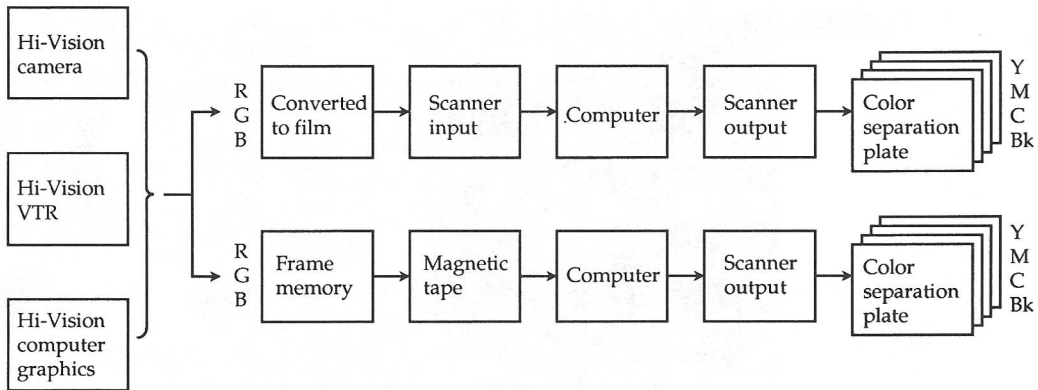 Hi-Vision
camera
Hi-Vision
VTR
Hi-Vision
computer
graphics
R
G
B
Converted
to film
Scanner
input
.Computer
Scanner
output
Color
separation
plate
Y
M
C
Bk
R
G
B
Frame
memory
Magnetic
tape
Computer
Scanner
output
Color
separation
plate
Y
M
C
Bk